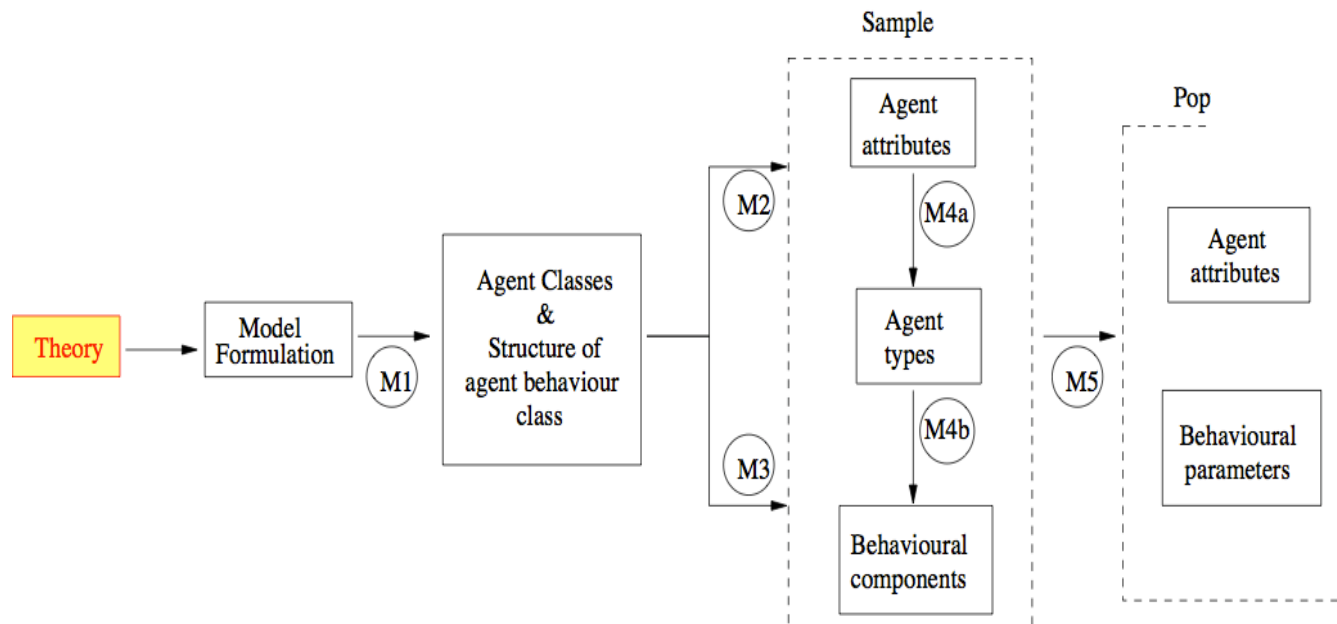 Theory
Model
Formulation
M1
Agent Classes
&
Structure of
agent behaviour
class
M2
M3
Sample
Agent
attributes
M4a
Agent
types
M4b
Behavioural
components
M5
Pop
Agent
attributes
Behavioural
parameters